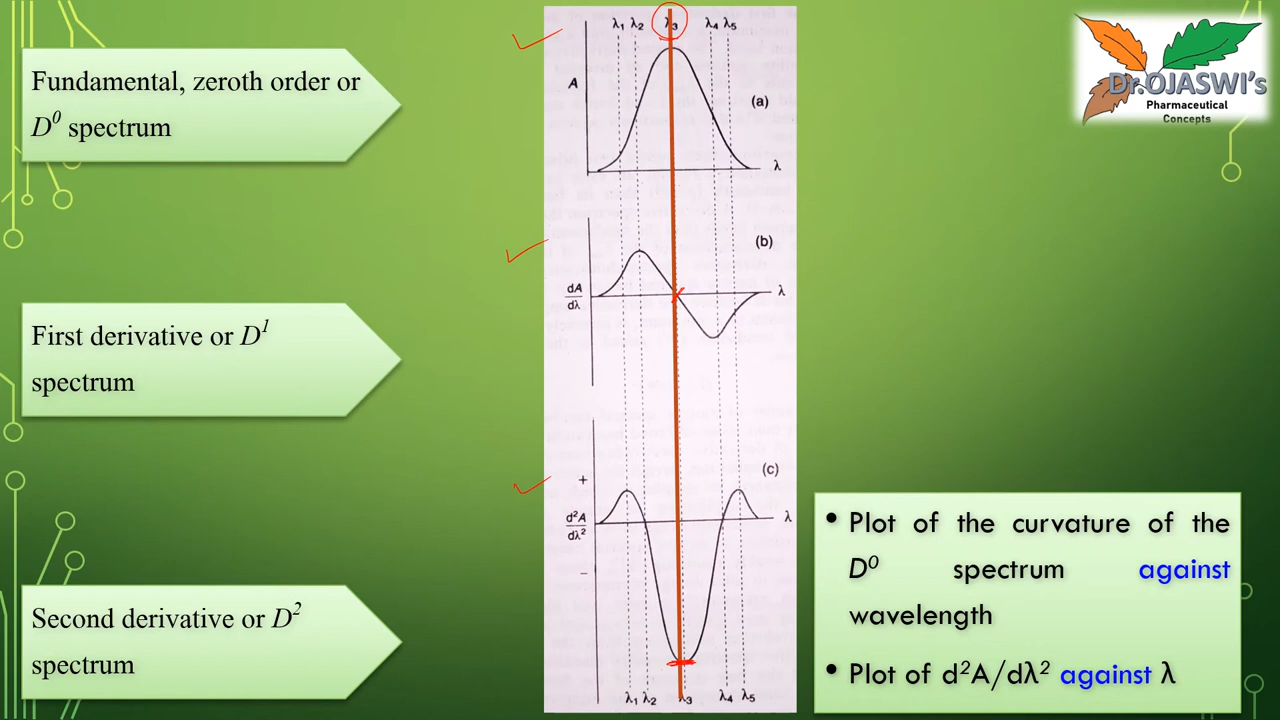 Fundamental, zeroth order or
D⁰ spectrum
First derivative or D¹
spectrum
Second derivative or D²
spectrum
λ₁ λ₂ λ₃ λ₄ λ₅
A
(a)
λ
(b)
dA
dλ
λ
(c)
+
d²A
dλ²
λ
−
λ₁ λ₂ λ₃ λ₄ λ₅
Dr.OJASWI's
Pharmaceutical
Concepts
• Plot of the curvature of the
D⁰ spectrum against
wavelength
• Plot of d²A/dλ² against λ